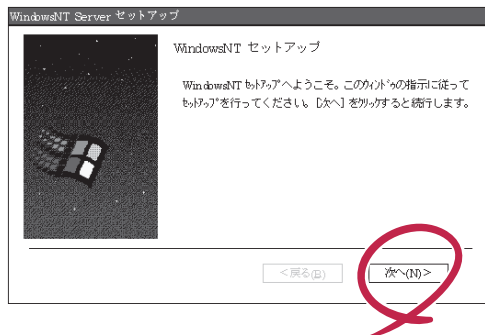 WindowsNT Server セットアップ
WindowsNT セットアップ
WindowsNT ｾｯﾄｱｯﾌﾟへようこそ。このｳｨﾝﾄﾞｳの指示に従って
ｾｯﾄｱｯﾌﾟを行ってください。［次へ］をｸﾘｯｸすると続行します。
＜戻る(B)
次へ(N)＞